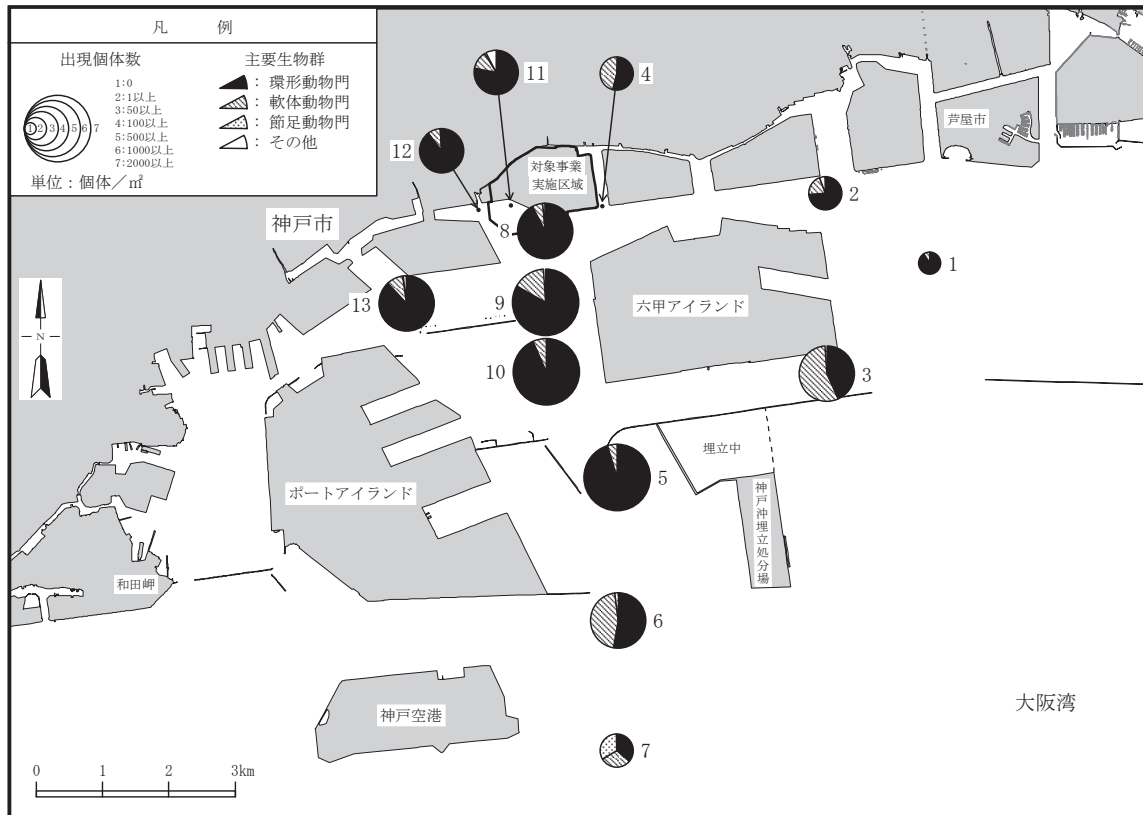 凡　例
出現個体数
1:0
2:1以上
3:50以上
4:100以上
5:500以上
6:1000以上
7:2000以上
1 2 3 4 5 6 7
単位：個体／㎡
主要生物群
：環形動物門
：軟体動物門
：節足動物門
：その他
11
4
12
対象事業
実施区域
芦屋市
2
神戸市
8
1
13
9
六甲アイランド
N
10
3
埋立中
5
ポートアイランド
神戸沖埋立処分場
和田岬
6
大阪湾
神戸空港
7
0 1 2 3km